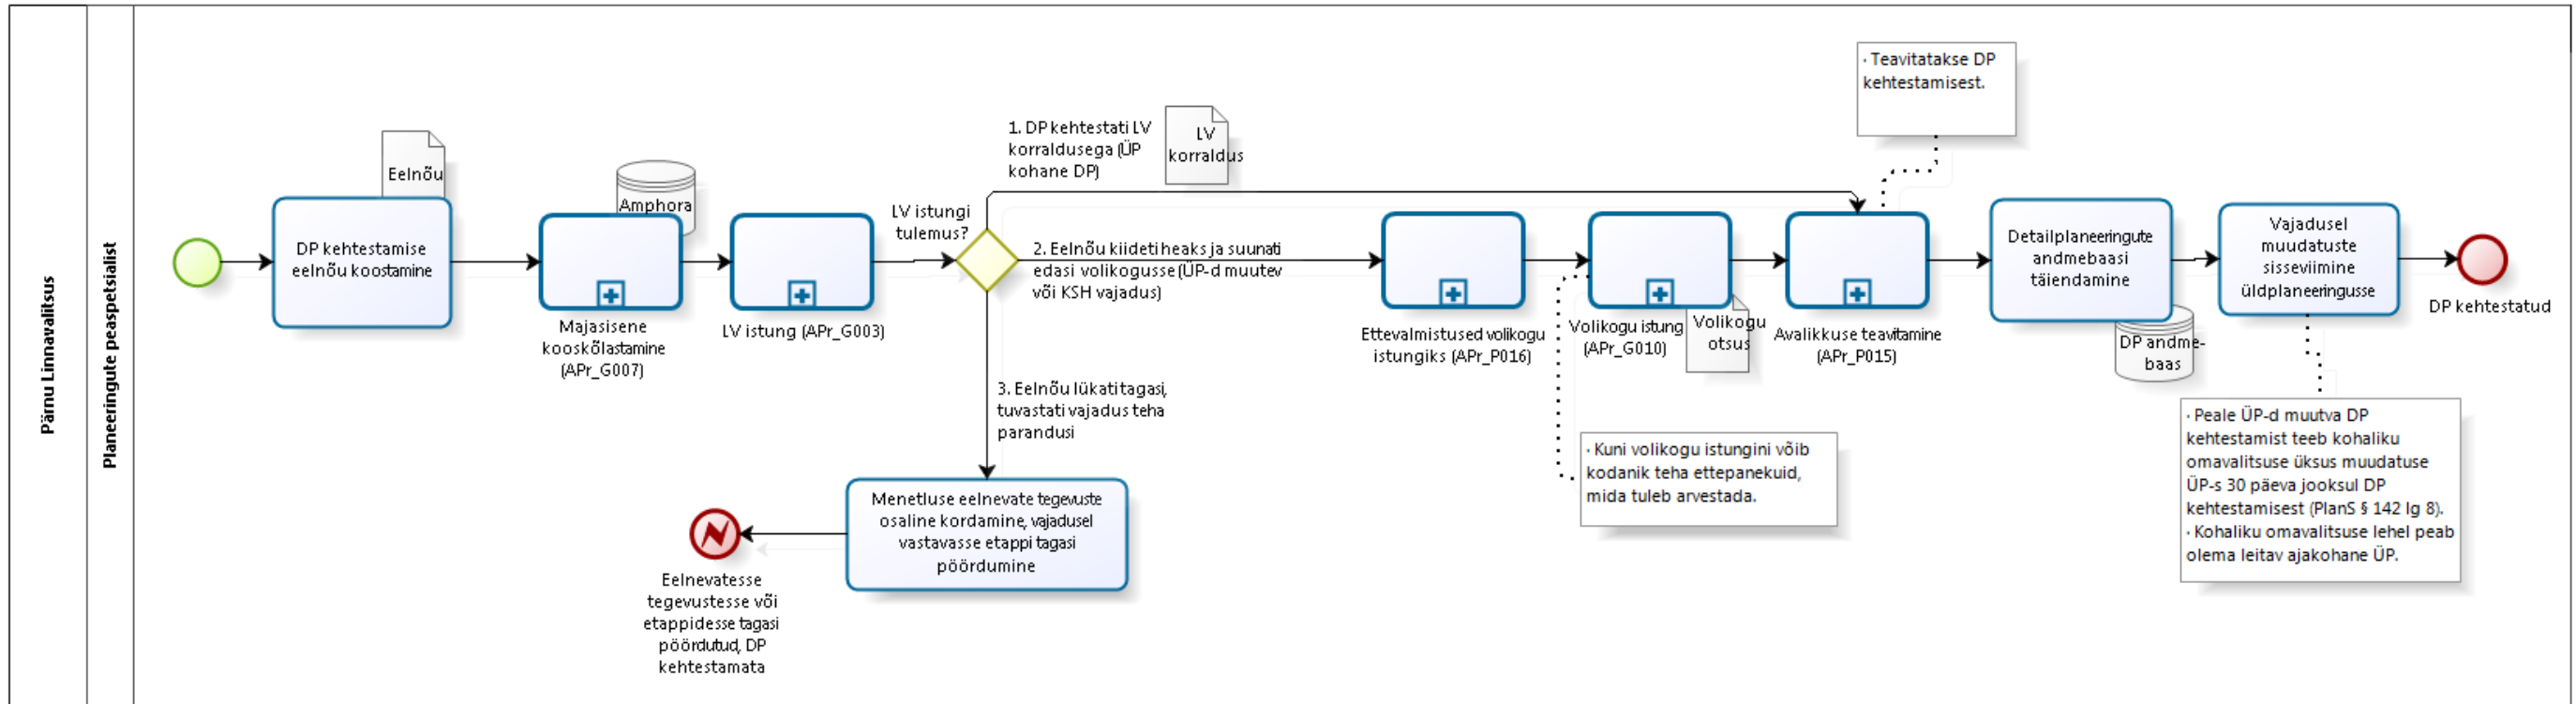 Pärnu Linnavalitsus
Planeeringute peaspetsialist
Eelnõu
DP kehtestamise
eelnõu koostamine
Amphora
Majasisene
kooskõlastamine
(APr_G007)
LV istung (APr_G003)
LV istungi
tulemus?
1. DP kehtestati LV
korraldusega (ÜP
kohane DP)
LV
korraldus
2. Eelnõu kiideti heaks ja suunati
edasi volikogusse (ÜP-d muutev
või KSH vajadus)
3. Eelnõu lükati tagasi,
tuvastati vajadus teha
parandusi
Menetluse eelnevate tegevuste
osaline kordamine, vajadusel
vastavasse etappi tagasi
pöördumine
Eelnevatesse
tegevustesse või
etappidesse tagasi
pöördutud, DP
kehtestamata
Ettevalmistused volikogu
istungiks (APr_P016)
Volikogu istung
(APr_G010)
Volikogu
otsus
· Kuni volikogu istungini võib
kodanik teha ettepanekuid,
mida tuleb arvestada.
Avalikkuse teavitamine
(APr_P015)
· Teavitatakse DP
kehtestamisest.
Detailplaneeringute
andmebaasi
täiendamine
DP andme-
baas
Vajadusel
muudatuste
sisseviimine
üldplaneeringusse
· Peale ÜP-d muutva DP
kehtestamist teeb kohaliku
omavalitsuse üksus muudatuse
ÜP-s 30 päeva jooksul DP
kehtestamisest (PlanS § 142 lg 8).
· Kohaliku omavalitsuse lehel peab
olema leitav ajakohane ÜP.
DP kehtestatud